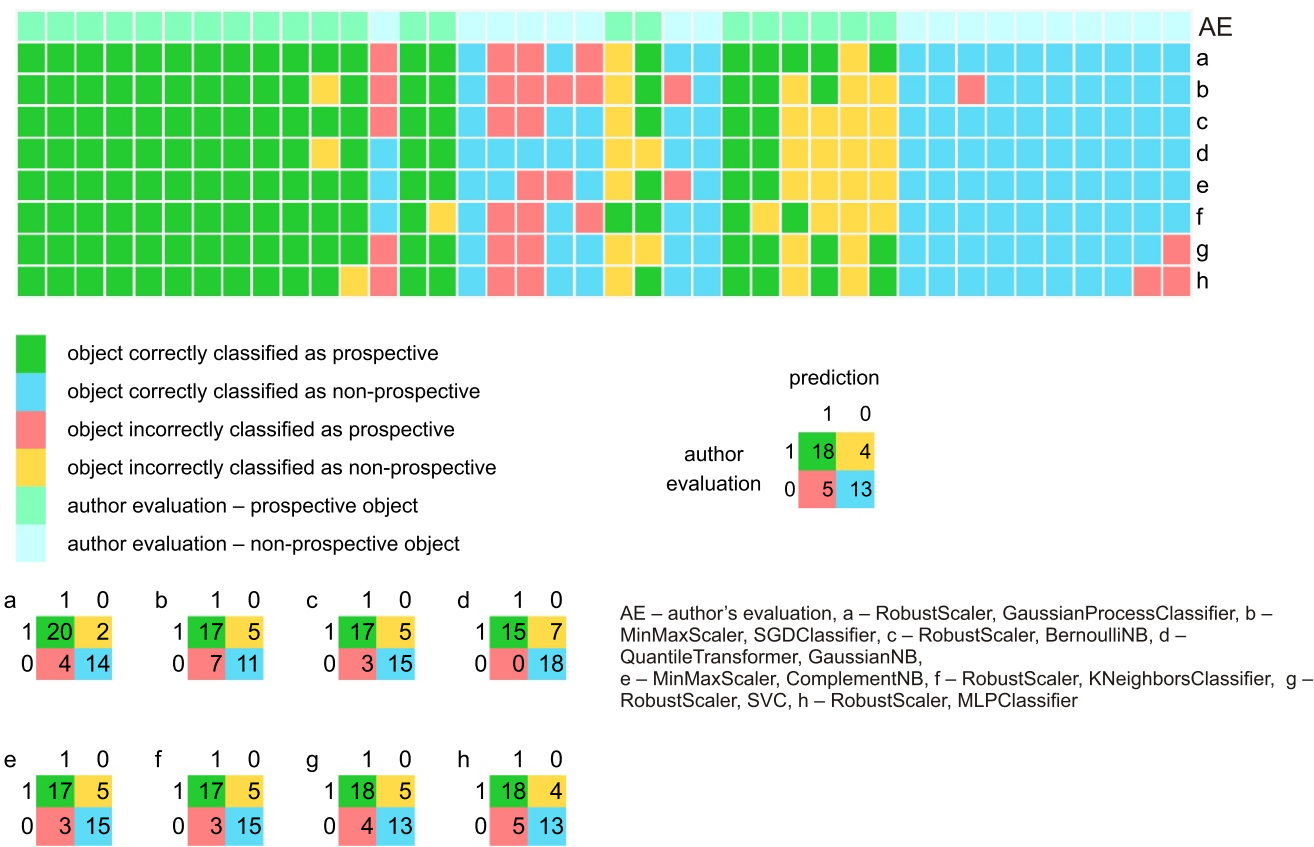 AE
a
b
c
d
e
f
g
h
object correctly classified as prospective
object correctly classified as non-prospective
object incorrectly classified as prospective
object incorrectly classified as non-prospective
author evaluation – prospective object
author evaluation – non-prospective object
prediction
1 0
author evaluation
1 18 4
0 5 13
a 1 0
1 20 2
0 4 14
b 1 0
1 17 5
0 7 11
c 1 0
1 17 5
0 3 15
d 1 0
1 15 7
0 0 18
AE – author's evaluation, a – RobustScaler, GaussianProcessClassifier, b –
MinMaxScaler, SGDClassifier, c – RobustScaler, BernoulliNB, d –
QuantileTransformer, GaussianNB,
e – MinMaxScaler, ComplementNB, f – RobustScaler, KNeighborsClassifier, g –
RobustScaler, SVC, h – RobustScaler, MLPClassifier
e 1 0
1 17 5
0 3 15
f 1 0
1 17 5
0 3 15
g 1 0
1 18 5
0 4 13
h 1 0
1 18 4
0 5 13